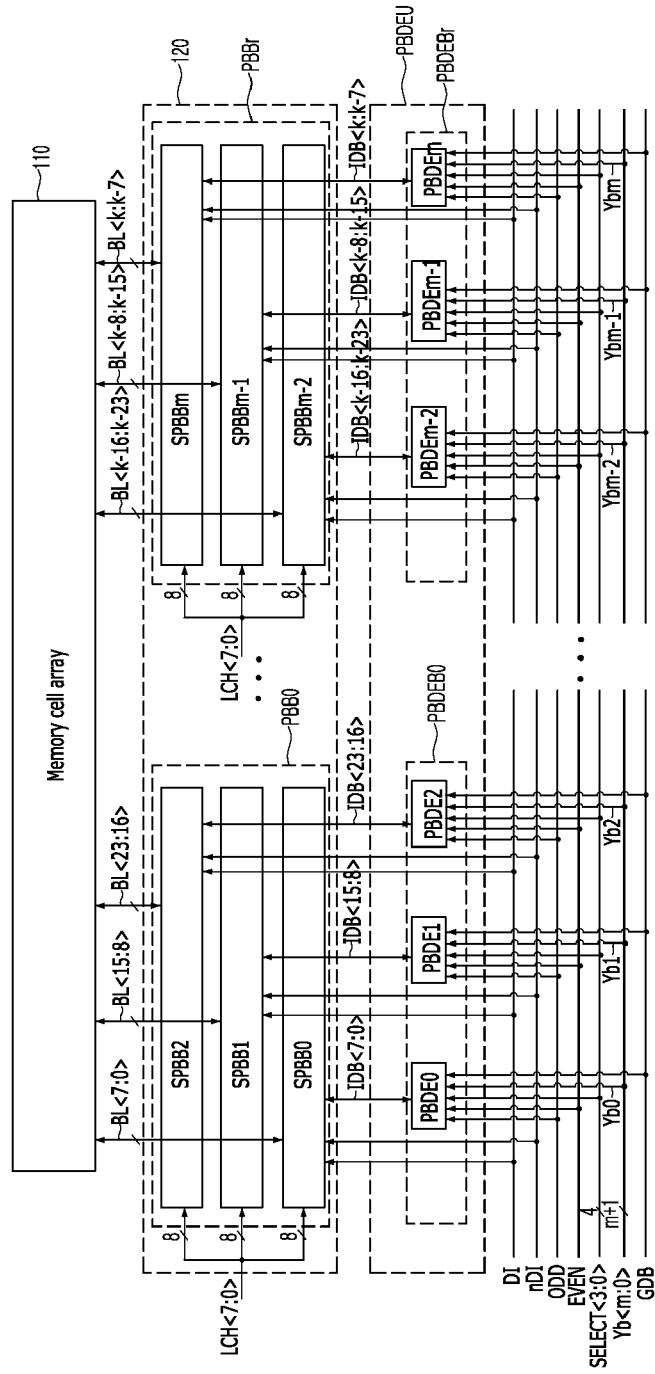 110
Memory cell array
BL<7:0>
BL<15:8>
BL<23:16>
BL<k-16:k-23>
BL<k-8:k-15>
BL<k:k-7>
120
PBBr
SPBB2
SPBB1
SPBB0
SPBBm
SPBBm-1
SPBBm-2
8
8
8
8
8
8
LCH<7:0>
LCH<7:0>
PBB0
IDB<7:0>
IDB<15:8>
IDB<23:16>
IDB<k-16:k-23>
IDB<k-8:k-15>
IDB<k:k-7>
PBDEU
PBDEBr
PBDEB0
PBDE0
PBDE1
PBDE2
PBDEm-2
PBDEm-1
PBDEm
DI
nDI
ODD
EVEN
SELECT<3:0>
Yb<m:0>
GDB
4
m+1
Yb0
Yb1
Yb2
Ybm-2
Ybm-1
Ybm